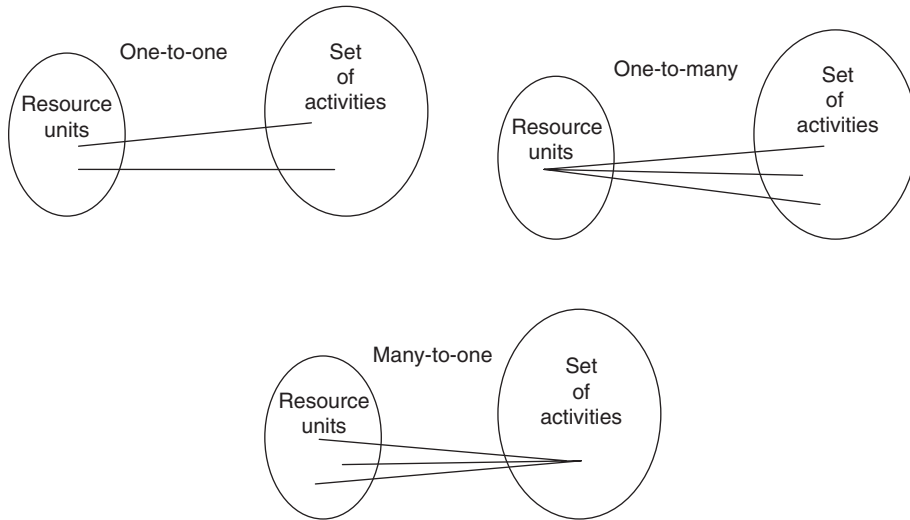 One-to-one
Resource
units
Set
of
activities
One-to-many
Resource
units
Set
of
activities
Many-to-one
Resource
units
Set
of
activities